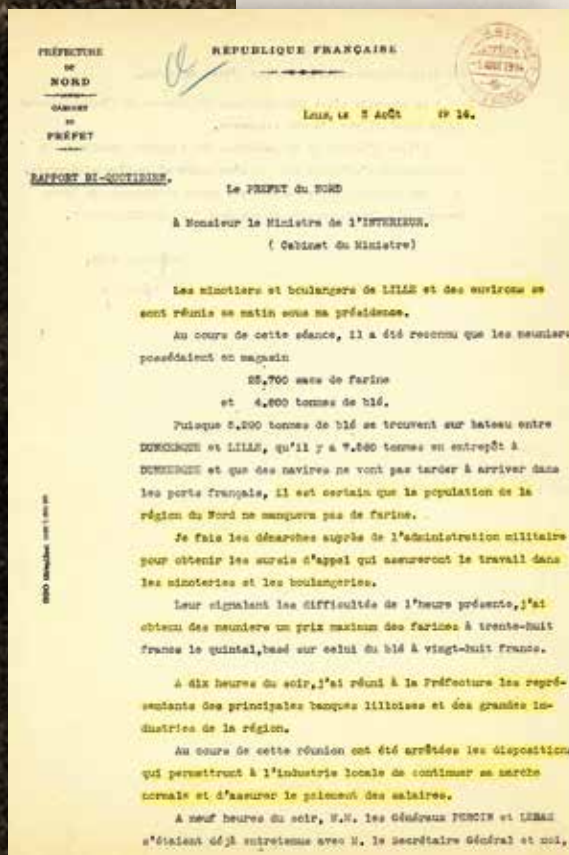 PRÉFECTURE
DU
NORD
CABINET
DU
PRÉFET
RÉPUBLIQUE FRANÇAISE
LILLE, LE 5 Août 19 14.
RAPPORT BI-QUOTIDIEN.
Le PREFET du NORD
à Monsieur le Ministre de l'INTERIEUR.
( Cabinet du Ministre)
Les minotiers et boulangers de LILLE et des environs se
sont réunis ce matin sous ma présidence.
Au cours de cette séance, il a été reconnu que les meuniers
possédaient en magasin
sacs de farine
et tonnes de blé.
Puisque tonnes de blé se trouvent sur bateau entre
DUNKERQUE et LILLE, qu'il y a tonnes en entrepôt à
DUNKERQUE et que des navires ne vont pas tarder à arriver dans
les ports français, il est certain que la population de la
région du Nord ne manquera pas de farine.
Je fais les démarches auprès de l'administration militaire
pour obtenir les sursis d'appel qui assureront le travail dans
les minoteries et les boulangeries.
Leur signalant les difficultés de l'heure présente, j'ai
obtenu des meuniers un prix maximum des farines à trente-huit
francs le quintal, basé sur celui du blé à vingt-huit francs.
A dix heures du soir, j'ai réuni à la Préfecture les repré-
sentants des principales banques lilloises et des grandes in-
dustries de la région.
Au cours de cette réunion ont été arrêtées les dispositions
qui permettront à l'industrie locale de continuer sa marche
normale et d'assurer le paiement des salaires.
A neuf heures du soir, M.M. les Généraux PERCIN et LEBAS
s'étaient déjà entretenus avec M. le Secrétaire Général et moi,